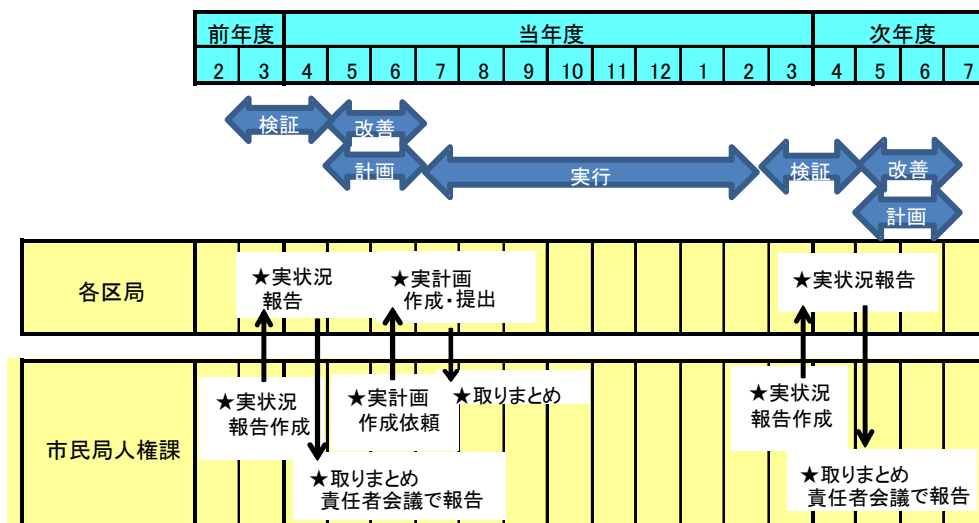 前年度 当年度 次年度
2 3 4 5 6 7 8 9 10 11 12 1 2 3 4 5 6 7
検証 改善
計画 実行 検証 改善
計画
各区局
★実状況
報告
★実計画
作成・提出
★実状況報告
市民局人権課
★実状況
報告作成
★実計画
作成依頼
★取りまとめ
★実状況
報告作成
★取りまとめ
責任者会議で報告
★取りまとめ
責任者会議で報告